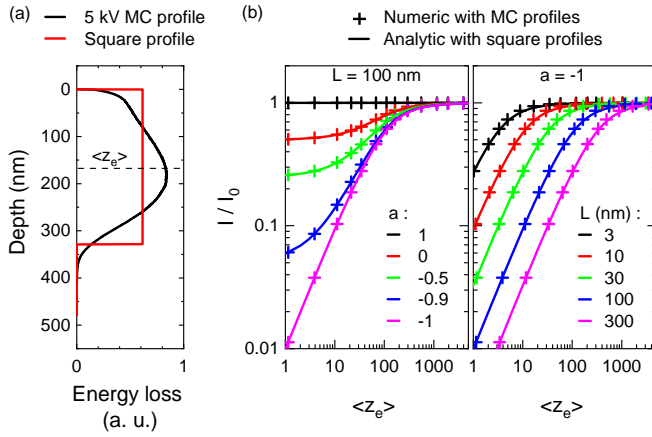 (a)
5 kV MC profile
Square profile
0
100
200
300
400
500
Depth (nm)
<z_e>
0
1
Energy loss
(a. u.)
(b)
Numeric with MC profiles
Analytic with square profiles
L = 100 nm
a = -1
1
0.1
0.01
I / I_0
a :
1
0
-0.5
-0.9
-1
L (nm) :
3
10
30
100
300
1 10 100 1000
1 10 100 1000
<z_e>
<z_e>